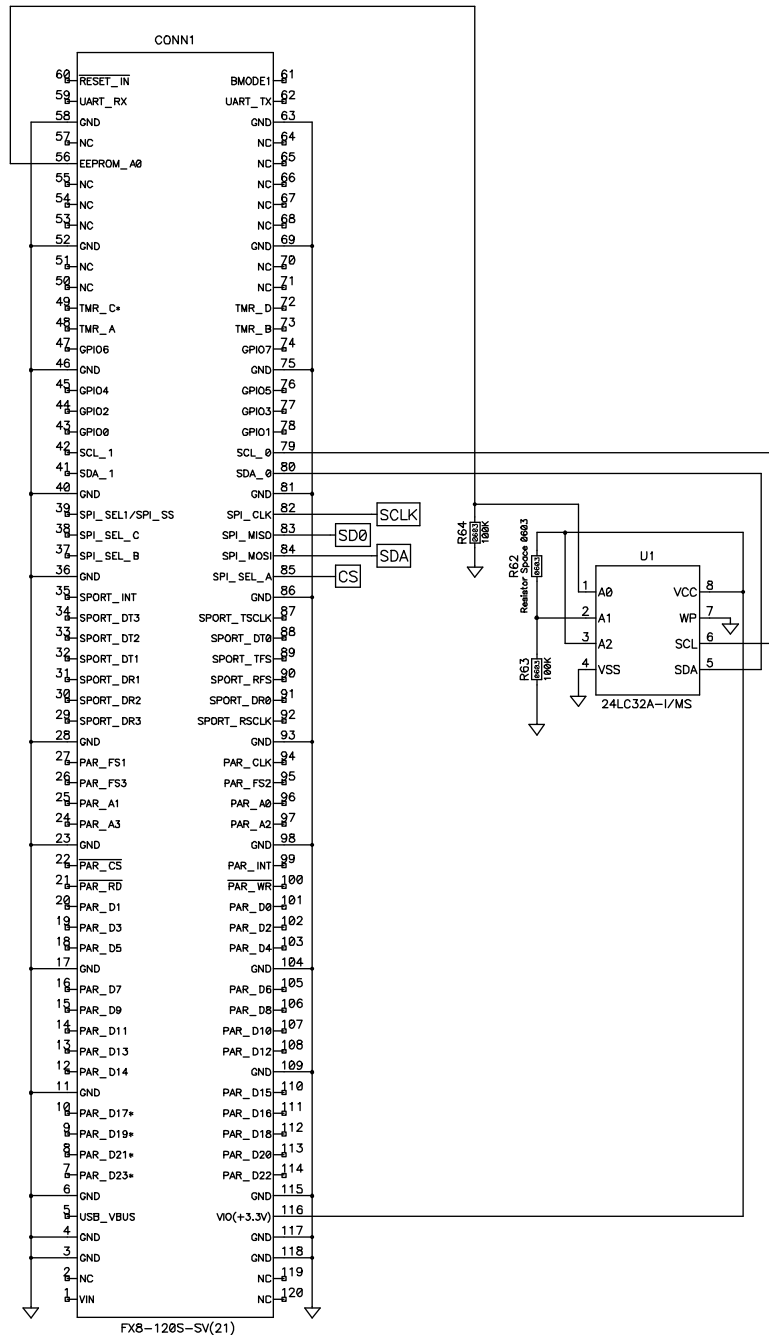 CONN1
60 RESET_IN BMODE1 61
59 UART_RX UART_TX 62
58 GND GND 63
57 NC NC 64
56 EEPROM_A0 NC 65
55 NC NC 66
54 NC NC 67
53 NC NC 68
52 GND GND 69
51 NC NC 70
50 NC NC 71
49 TMR_C* TMR_D 72
48 TMR_A TMR_B 73
47 GPIO6 GPIO7 74
46 GND GND 75
45 GPIO4 GPIO5 76
44 GPIO2 GPIO3 77
43 GPIO0 GPIO1 78
42 SCL_1 SCL_0 79
41 SDA_1 SDA_0 80
40 GND GND 81
39 SPI_SEL1/SPI_SS SPI_CLK 82 SCLK
38 SPI_SEL_C SPI_MISO 83 SD0
37 SPI_SEL_B SPI_MOSI 84 SDA
36 GND SPI_SEL_A 85 CS
35 SPORT_INT GND 86
34 SPORT_DT3 SPORT_TSCLK 87
33 SPORT_DT2 SPORT_DT0 88
32 SPORT_DT1 SPORT_TFS 89
31 SPORT_DR1 SPORT_RFS 90
30 SPORT_DR2 SPORT_DR0 91
29 SPORT_DR3 SPORT_RSCLK 92
28 GND GND 93
27 PAR_FS1 PAR_CLK 94
26 PAR_FS3 PAR_FS2 95
25 PAR_A1 PAR_A0 96
24 PAR_A3 PAR_A2 97
23 GND GND 98
22 PAR_CS PAR_INT 99
21 PAR_RD PAR_WR 100
20 PAR_D1 PAR_D0 101
19 PAR_D3 PAR_D2 102
18 PAR_D5 PAR_D4 103
17 GND GND 104
16 PAR_D7 PAR_D6 105
15 PAR_D9 PAR_D8 106
14 PAR_D11 PAR_D10 107
13 PAR_D13 PAR_D12 108
12 PAR_D14 GND 109
11 GND PAR_D15 110
10 PAR_D17* PAR_D16 111
9 PAR_D19* PAR_D18 112
8 PAR_D21* PAR_D20 113
7 PAR_D23* PAR_D22 114
6 GND GND 115
5 USB_VBUS VIO(+3.3V) 116
4 GND GND 117
3 GND GND 118
2 NC NC 119
1 VIN NC 120
FX8-120S-SV(21)
R64
0603
100K
R62
0603
Resistor Space 0603
R63
0603
100K
U1
1 A0 VCC 8
2 A1 WP 7
3 A2 SCL 6
4 VSS SDA 5
24LC32A-I/MS